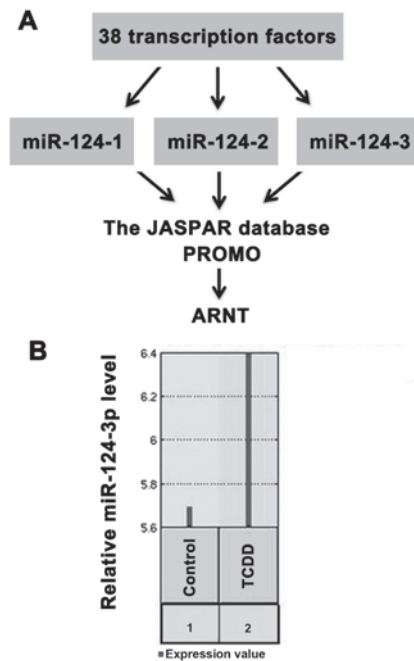 A
38 transcription factors
miR-124-1 miR-124-2 miR-124-3
The JASPAR database
PROMO
ARNT
B
Relative miR-124-3p level
6.4
6.2
6
5.8
5.6
Control TCDD
1 2
Expression value